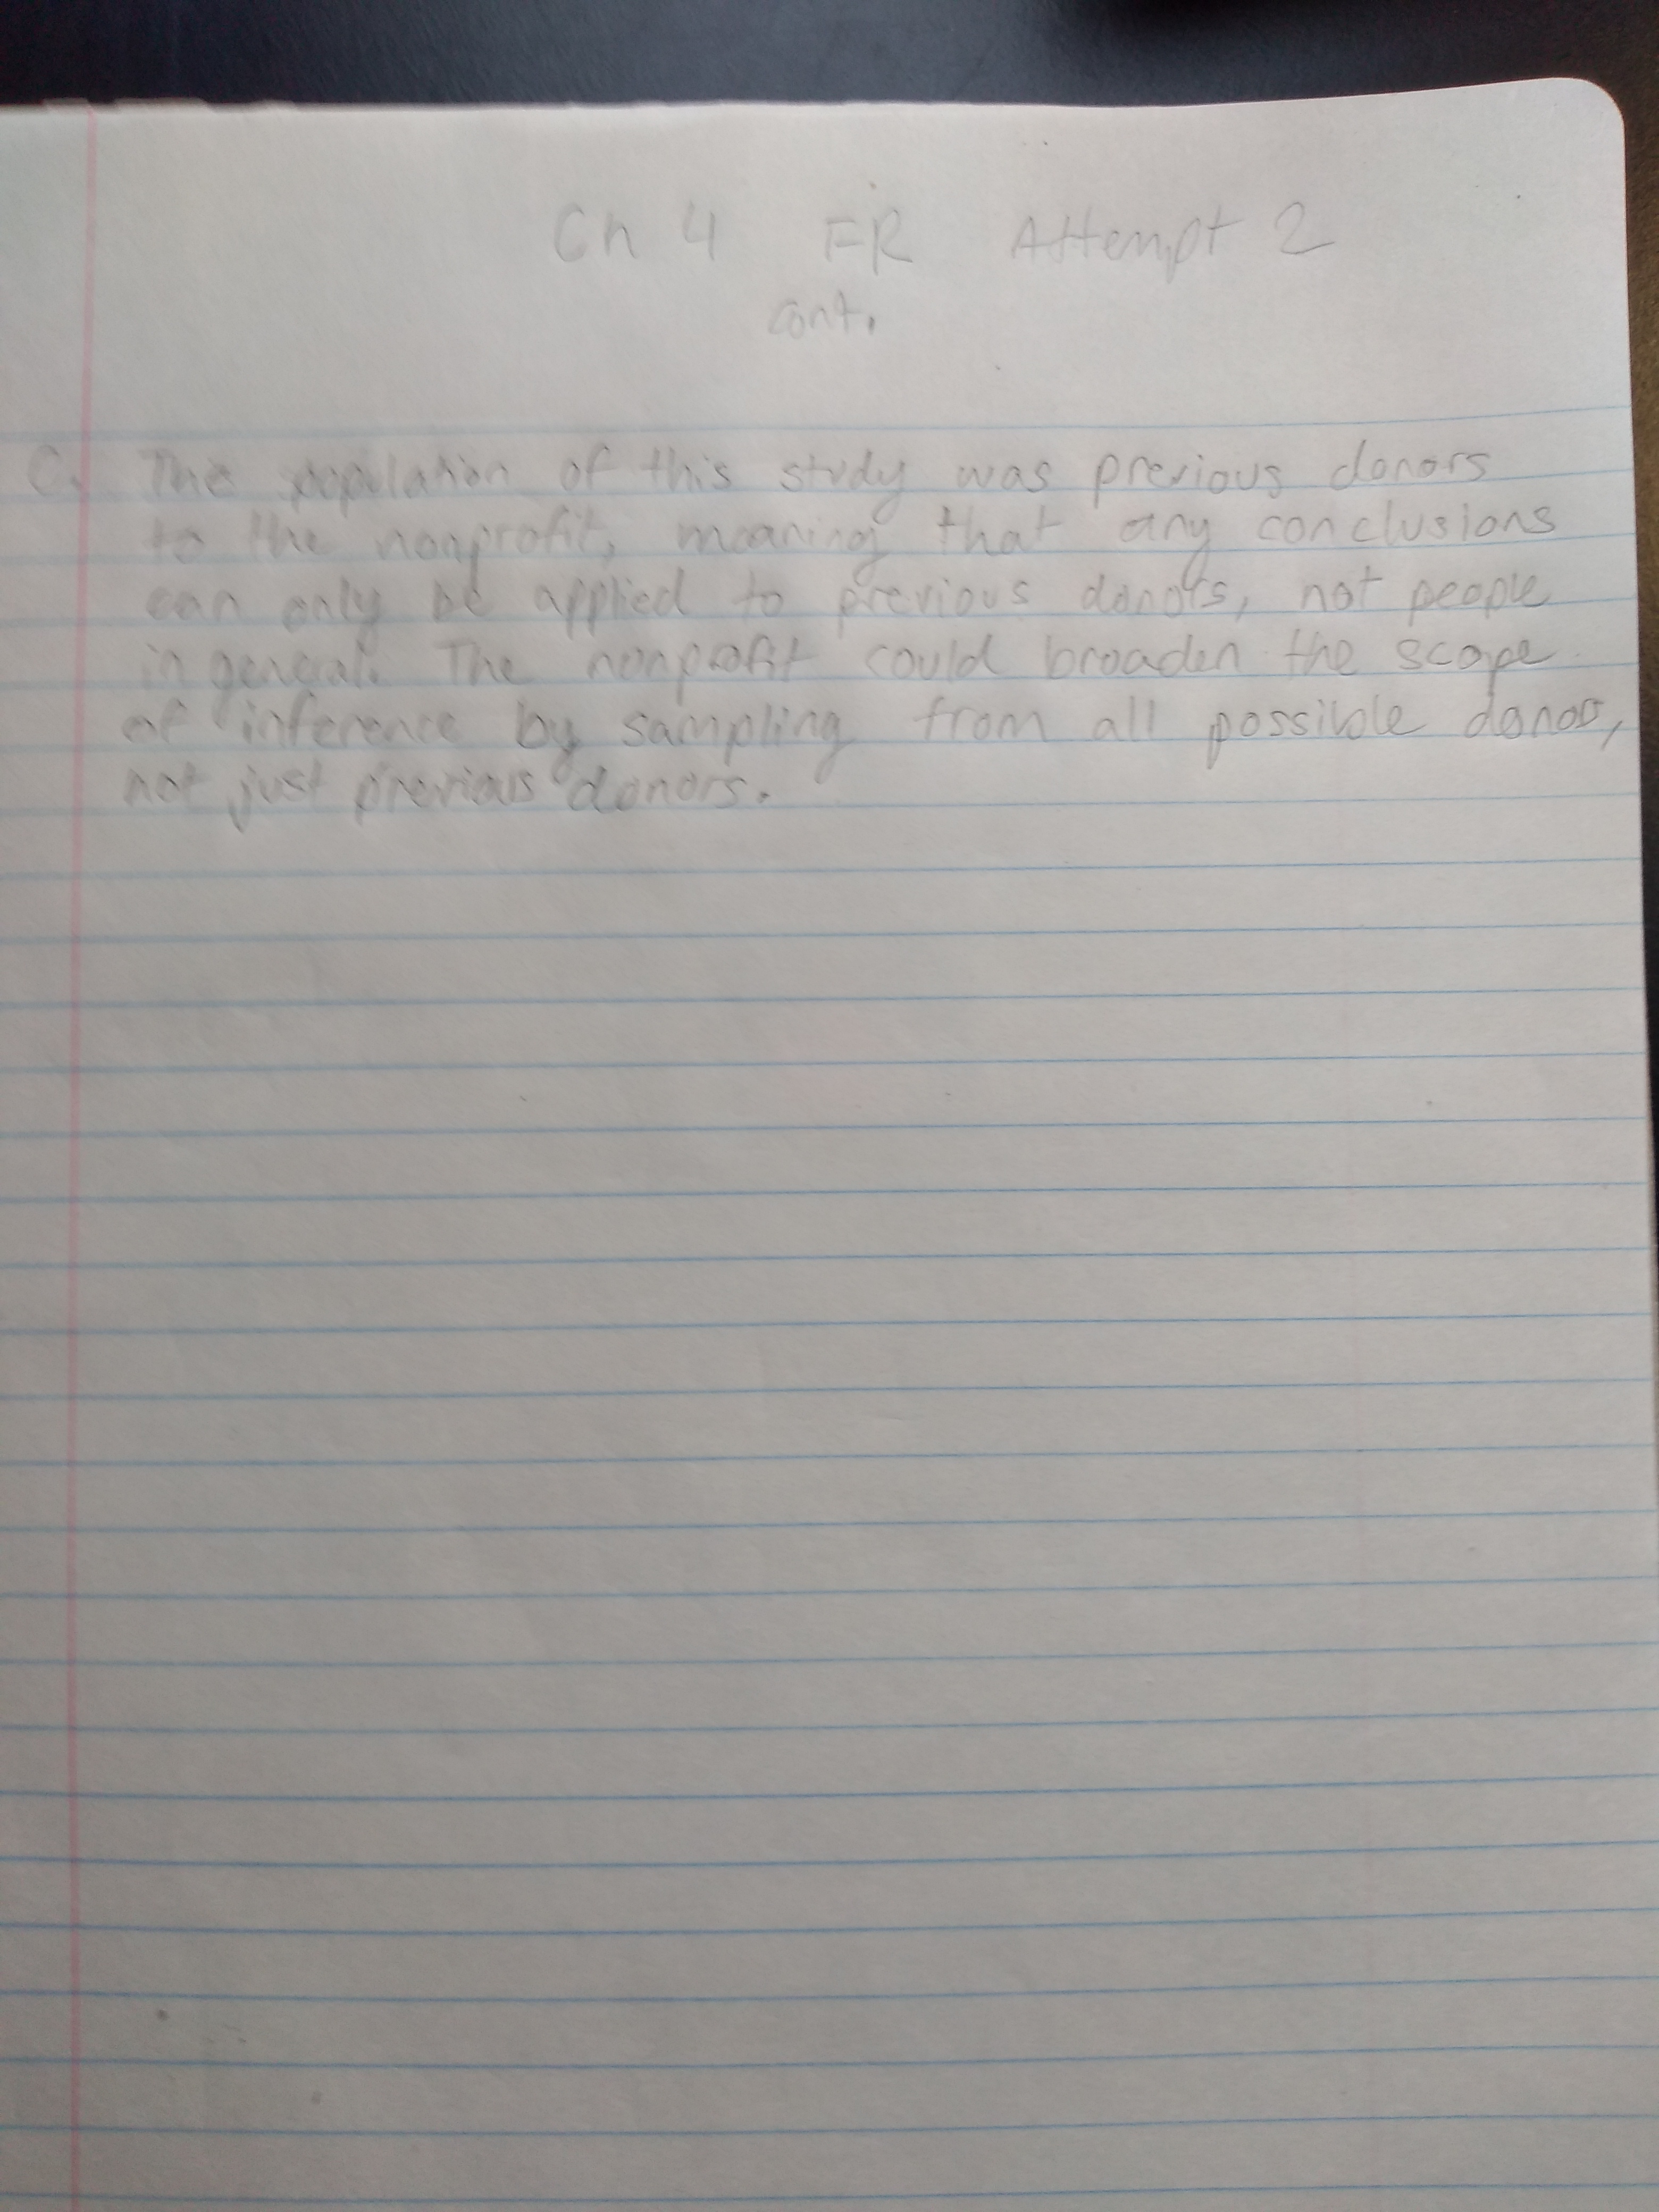 Ch 4 FR Attempt 2
cont.
C. The population of this study was previous donors
to the nonprofit, meaning that any conclusions
can only be applied to previous donors, not people
in general. The nonprofit could broaden the scope
of inference by sampling from all possible donors,
not just previous donors.